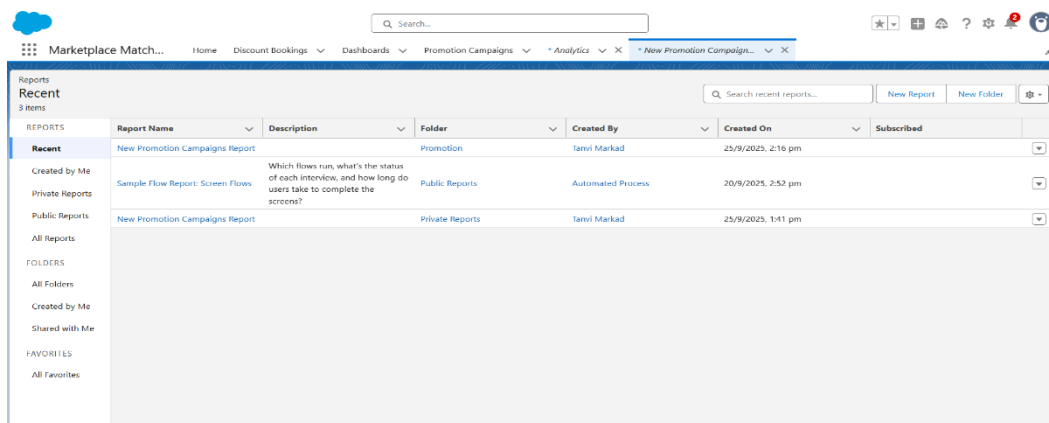 Search...
2
Marketplace Match... Home Discount Bookings Dashboards Promotion Campaigns * Analytics * New Promotion Campaign...
Reports
Recent
3 items
Search recent reports...
New Report New Folder
REPORTS
Recent
Created by Me
Private Reports
Public Reports
All Reports
FOLDERS
All Folders
Created by Me
Shared with Me
FAVORITES
All Favorites
Report Name Description Folder Created By Created On Subscribed
New Promotion Campaigns Report Promotion Tanvi Markad 25/9/2025, 2:16 pm
Sample Flow Report: Screen Flows Which flows run, what's the status
of each interview, and how long do
users take to complete the
screens? Public Reports Automated Process 20/9/2025, 2:52 pm
New Promotion Campaigns Report Private Reports Tanvi Markad 25/9/2025, 1:41 pm